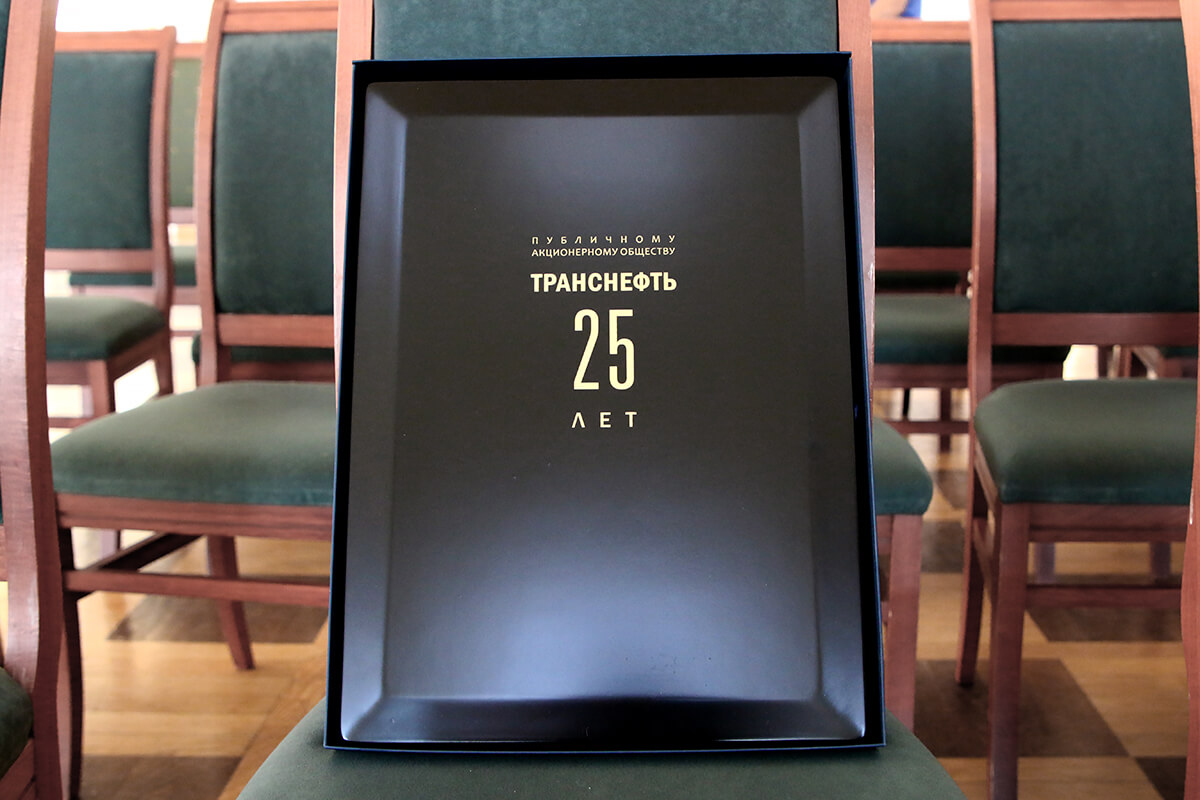 ПУБЛИЧНОМУ
АКЦИОНЕРНОМУ ОБЩЕСТВУ
ТРАНСНЕФТЬ
25
ЛЕТ